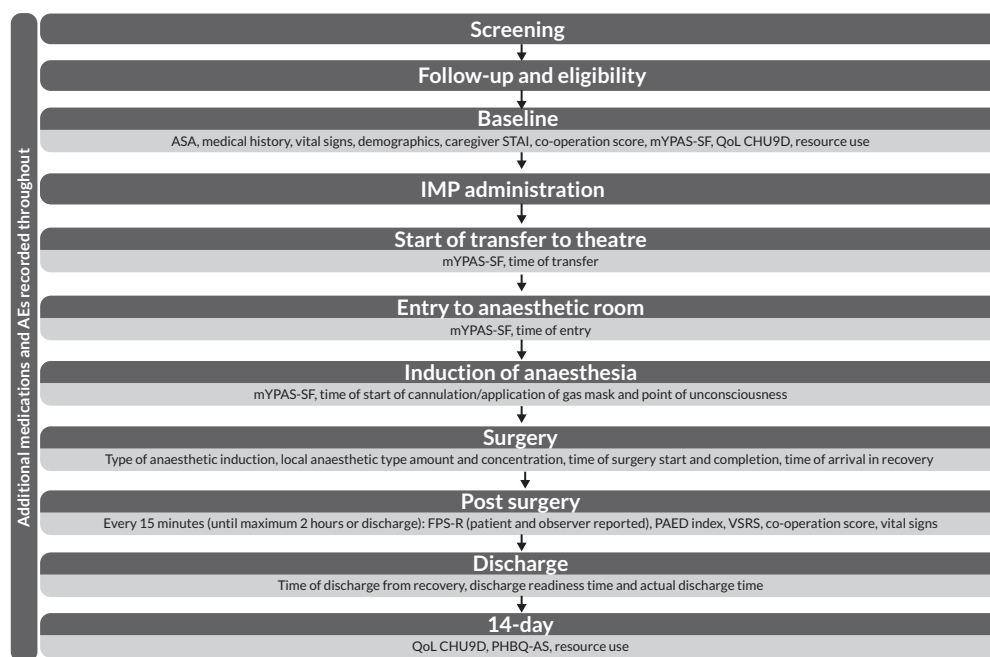 Additional medications and AEs recorded throughout
Screening
Follow-up and eligibility
Baseline
ASA, medical history, vital signs, demographics, caregiver STAI, co-operation score, mYPAS-SF, QoL CHU9D, resource use
IMP administration
Start of transfer to theatre
mYPAS-SF, time of transfer
Entry to anaesthetic room
mYPAS-SF, time of entry
Induction of anaesthesia
mYPAS-SF, time of start of cannulation/application of gas mask and point of unconsciousness
Surgery
Type of anaesthetic induction, local anaesthetic type amount and concentration, time of surgery start and completion, time of arrival in recovery
Post surgery
Every 15 minutes (until maximum 2 hours or discharge): FPS-R (patient and observer reported), PAED index, VSRS, co-operation score, vital signs
Discharge
Time of discharge from recovery, discharge readiness time and actual discharge time
14-day
QoL CHU9D, PHBQ-AS, resource use